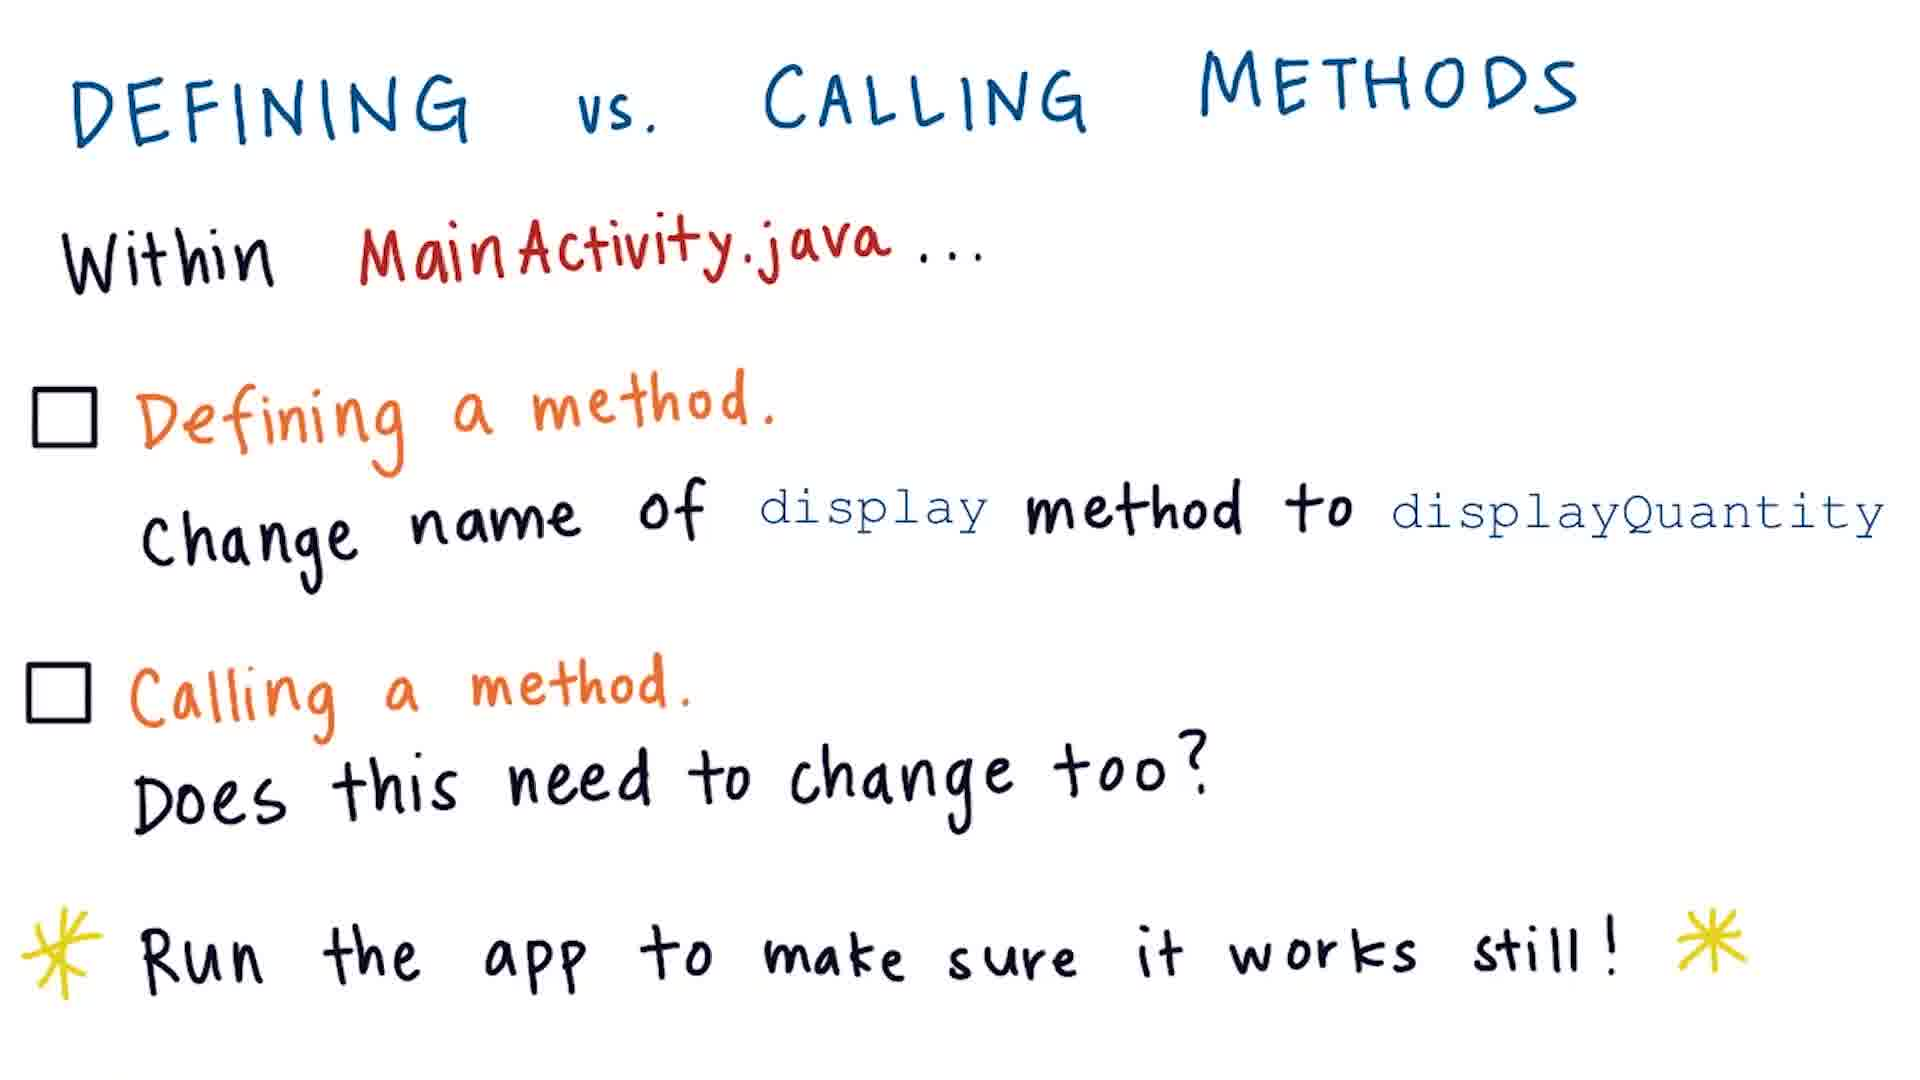 DEFINING vs. CALLING METHODS
Within MainActivity.java ...
Defining a method.
Change name of display method to displayQuantity
Calling a method.
Does this need to change too?
Run the app to make sure it works still!